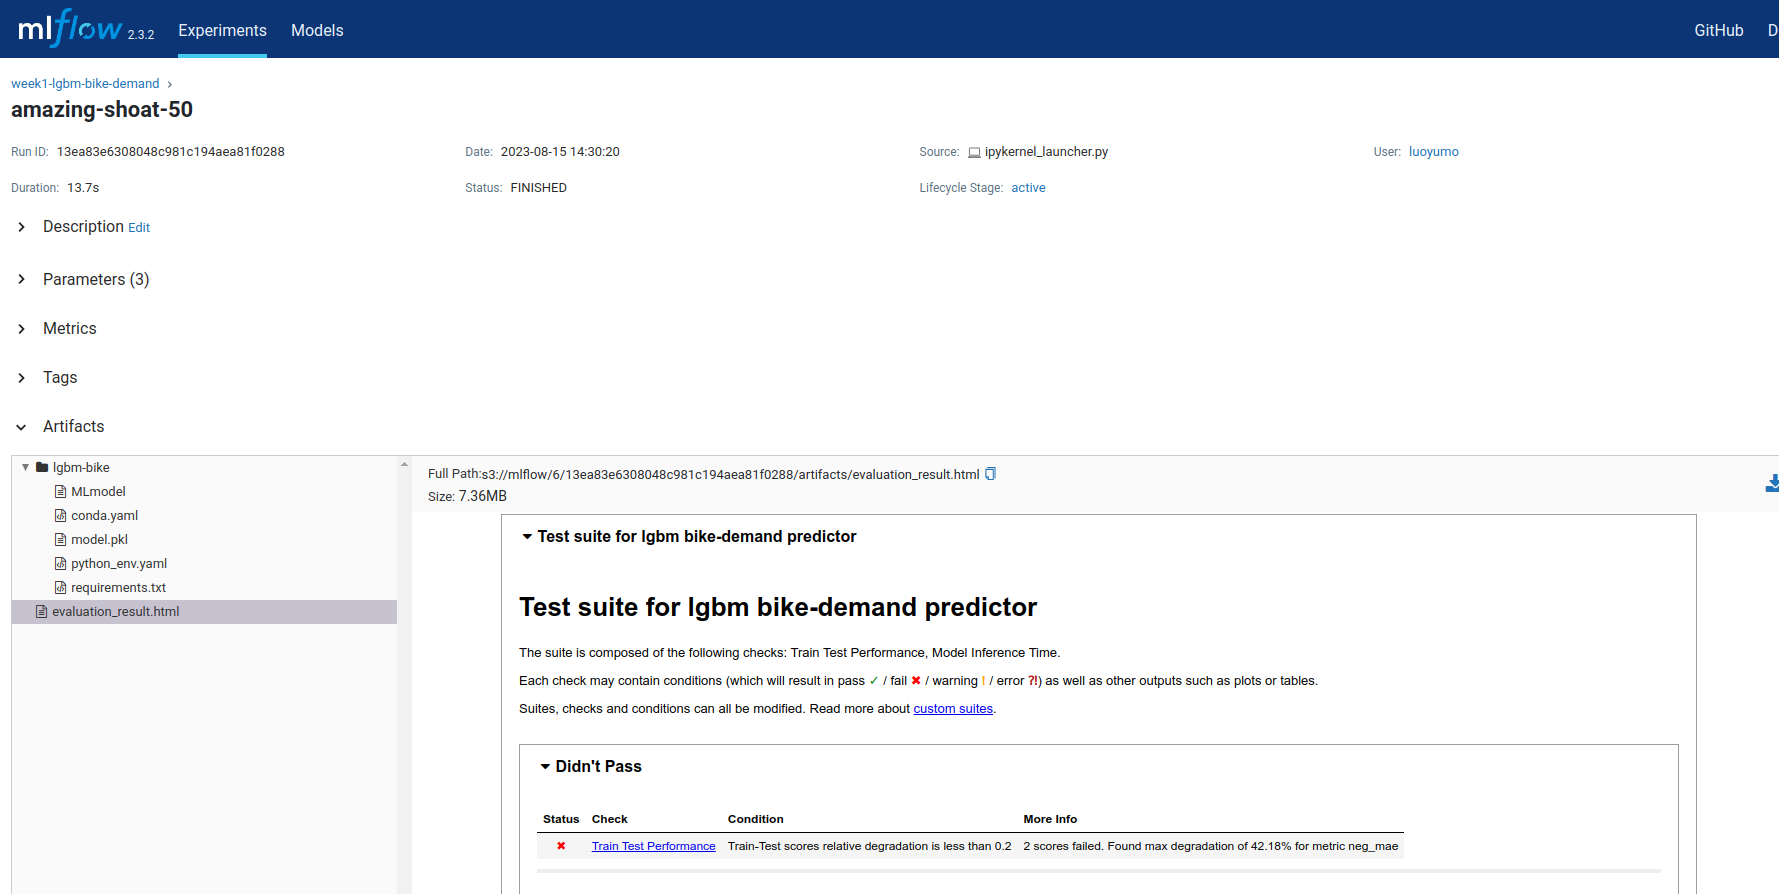 mlflow 2.3.2 Experiments Models GitHub D
week1-lgbm-bike-demand ›
amazing-shoat-50
Run ID: 13ea83e6308048c981c194aea81f0288 Date: 2023-08-15 14:30:20 Source: ipykernel_launcher.py User: luoyumo
Duration: 13.7s Status: FINISHED Lifecycle Stage: active
Description Edit
Parameters (3)
Metrics
Tags
Artifacts
lgbm-bike
MLmodel
conda.yaml
model.pkl
python_env.yaml
requirements.txt
evaluation_result.html
Full Path:s3://mlflow/6/13ea83e6308048c981c194aea81f0288/artifacts/evaluation_result.html
Size: 7.36MB
Test suite for lgbm bike-demand predictor
Test suite for lgbm bike-demand predictor
The suite is composed of the following checks: Train Test Performance, Model Inference Time.
Each check may contain conditions (which will result in pass ✓ / fail ✖ / warning ! / error ⁈) as well as other outputs such as plots or tables.
Suites, checks and conditions can all be modified. Read more about custom suites.
Didn't Pass
Status Check Condition More Info
✖ Train Test Performance Train-Test scores relative degradation is less than 0.2 2 scores failed. Found max degradation of 42.18% for metric neg_mae